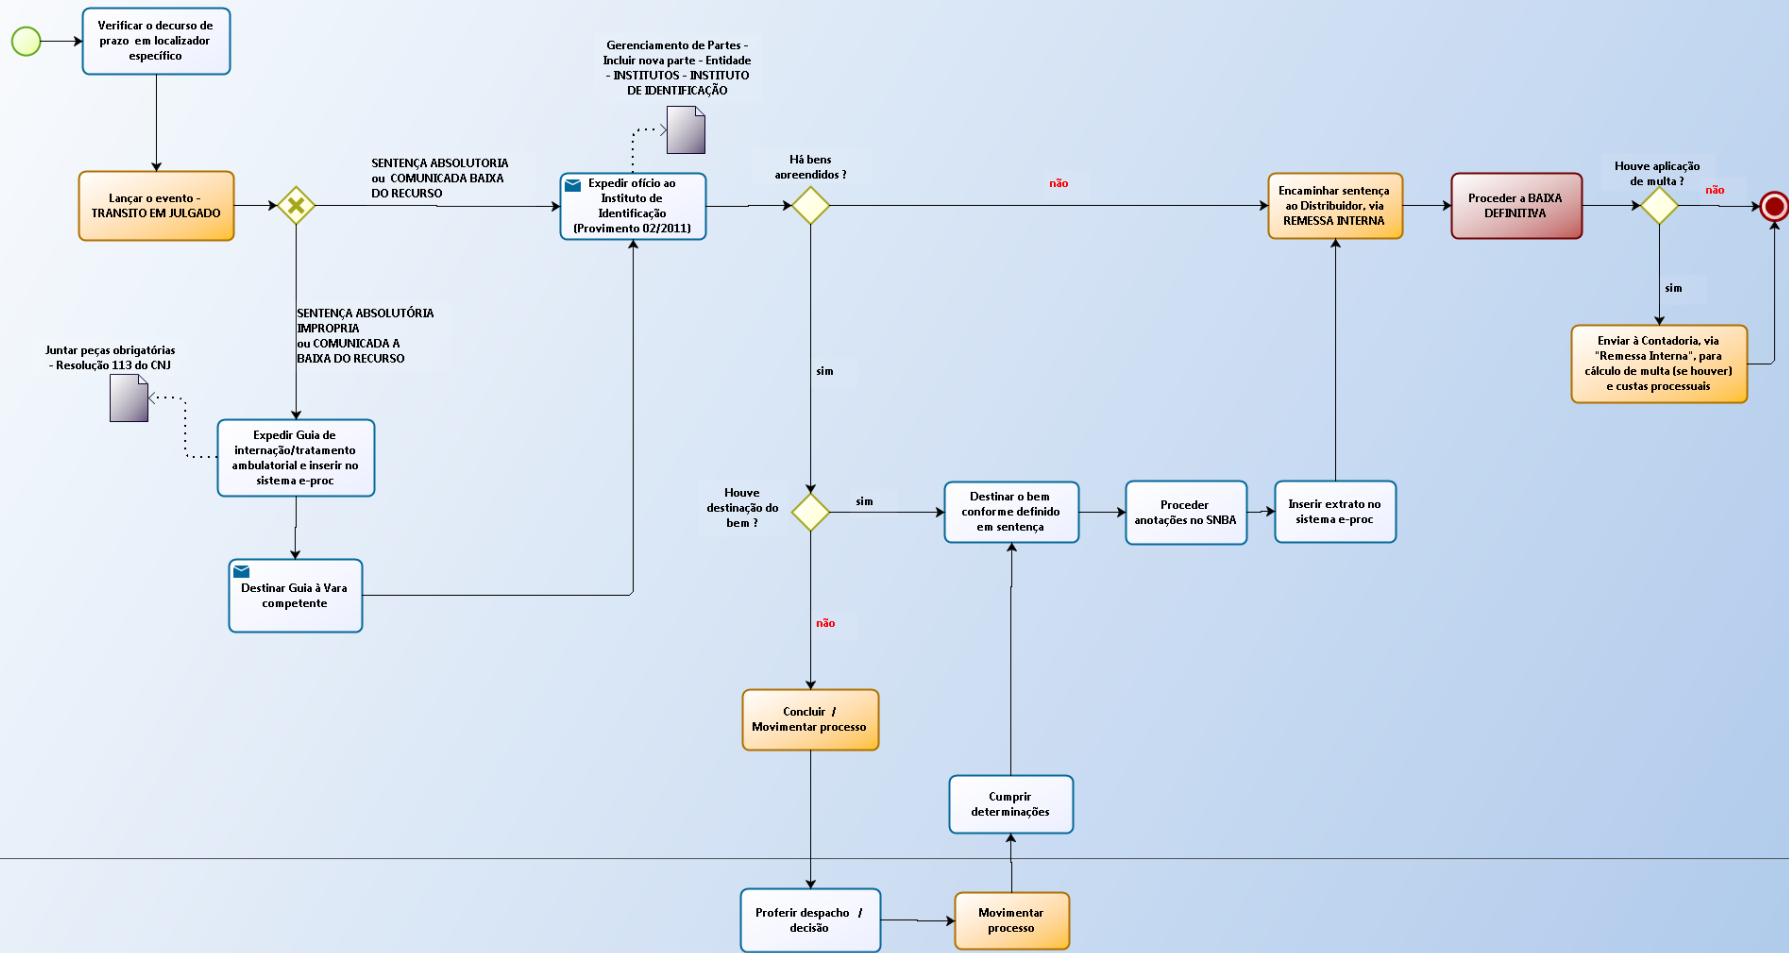 Verificar o decurso de
prazo em localizador
específico
Gerenciamento de Partes -
Incluir nova parte - Entidade
- INSTITUTOS - INSTITUTO
DE IDENTIFICAÇÃO
Lançar o evento -
TRANSITO EM JULGADO
SENTENÇA ABSOLUTORIA
ou COMUNICADA BAIXA
DO RECURSO
Expedir ofício ao
Instituto de
Identificação
(Provimento 02/2011)
Há bens
apreendidos ?
não
Encaminhar sentença
ao Distribuidor, via
REMESSA INTERNA
Proceder a BAIXA
DEFINITIVA
Houve aplicação
de multa ?
não
sim
Enviar à Contadoria, via
"Remessa Interna", para
cálculo de multa (se houver)
e custas processuais
SENTENÇA ABSOLUTÓRIA
IMPROPRIA
ou COMUNICADA A
BAIXA DO RECURSO
Juntar peças obrigatórias
- Resolução 113 do CNJ
Expedir Guia de
internação/tratamento
ambulatorial e inserir no
sistema e-proc
Destinar Guia à Vara
competente
sim
Houve
destinação do
bem ?
sim
Destinar o bem
conforme definido
em sentença
Proceder
anotações no SNBA
Inserir extrato no
sistema e-proc
não
Concluir /
Movimentar processo
Cumprir
determinações
Proferir despacho /
decisão
Movimentar
processo